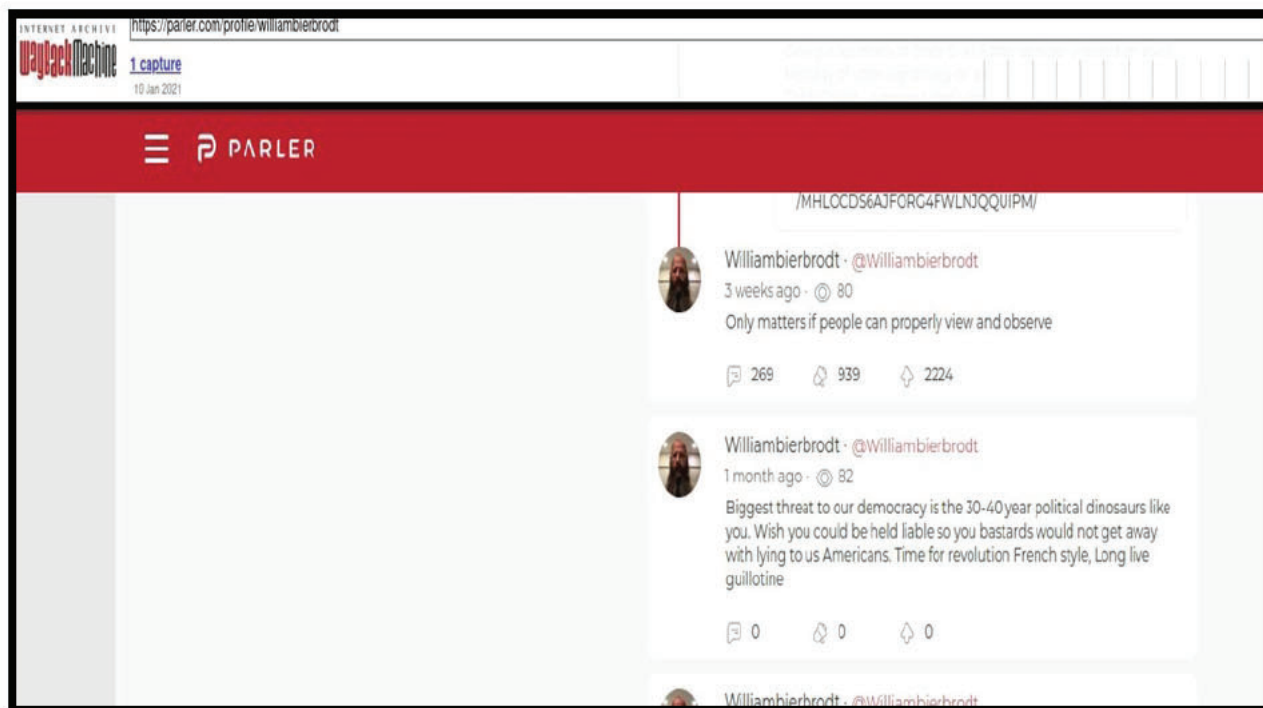 INTERNET ARCHIVE
WayBackMachine
https://parler.com/profile/williambierbrodt
1 capture
10 Jan 2021
PARLER
/MHLOCDS6AJFORG4FWLNJQQUIPM/
Williambierbrodt · @Williambierbrodt
3 weeks ago · 80
Only matters if people can properly view and observe
269 939 2224
Williambierbrodt · @Williambierbrodt
1 month ago · 82
Biggest threat to our democracy is the 30-40 year political dinosaurs like
you. Wish you could be held liable so you bastards would not get away
with lying to us Americans. Time for revolution French style, Long live
guillotine
0 0 0
Williambierbrodt · @Williambierbrodt